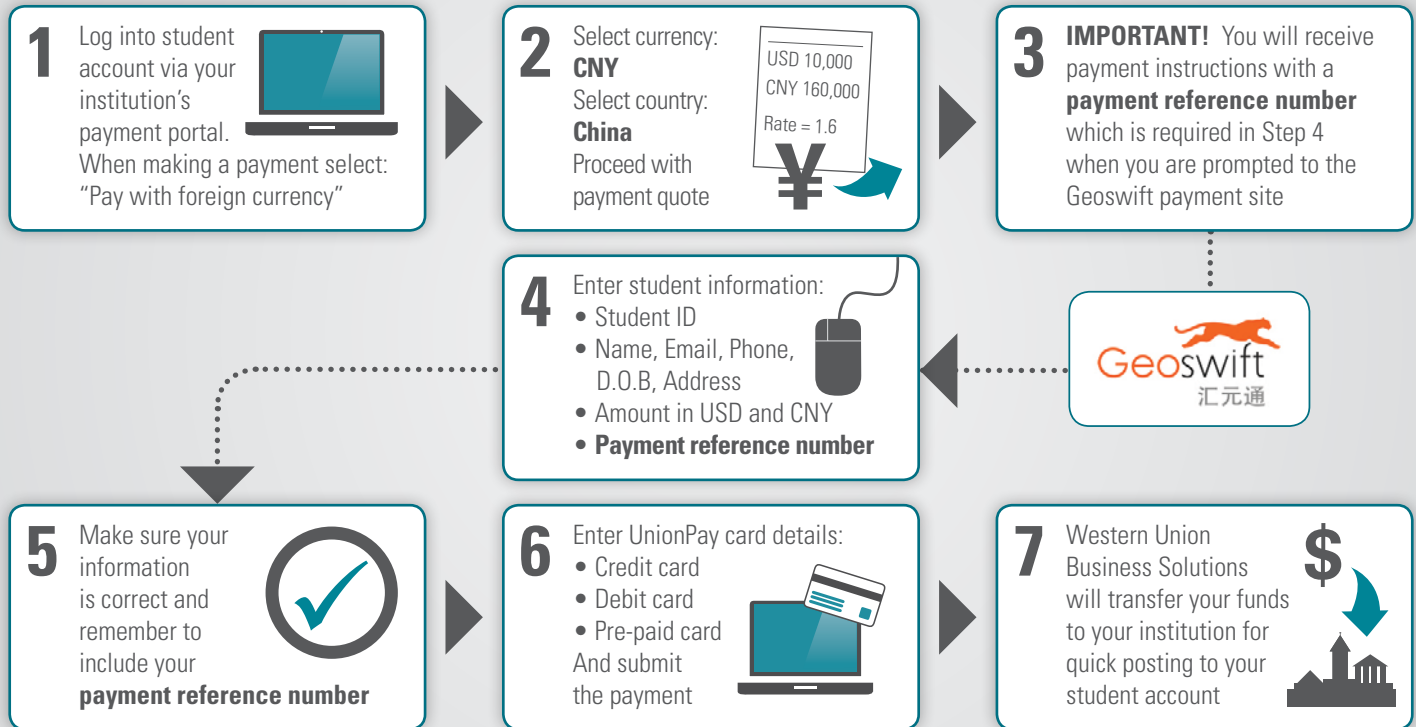 1
Log into student
account via your
institution's
payment portal.
When making a payment select:
“Pay with foreign currency”
2
Select currency:
CNY
Select country:
China
Proceed with
payment quote
USD 10,000
CNY 160,000
Rate = 1.6
¥
3
IMPORTANT! You will receive
payment instructions with a
payment reference number
which is required in Step 4
when you are prompted to the
Geoswift payment site
Geoswift
汇元通
4
Enter student information:
• Student ID
• Name, Email, Phone,
D.O.B, Address
• Amount in USD and CNY
• Payment reference number
5
Make sure your
information
is correct and
remember to
include your
payment reference number
6
Enter UnionPay card details:
• Credit card
• Debit card
• Pre-paid card
And submit
the payment
7
Western Union
Business Solutions
will transfer your funds
to your institution for
quick posting to your
student account
$